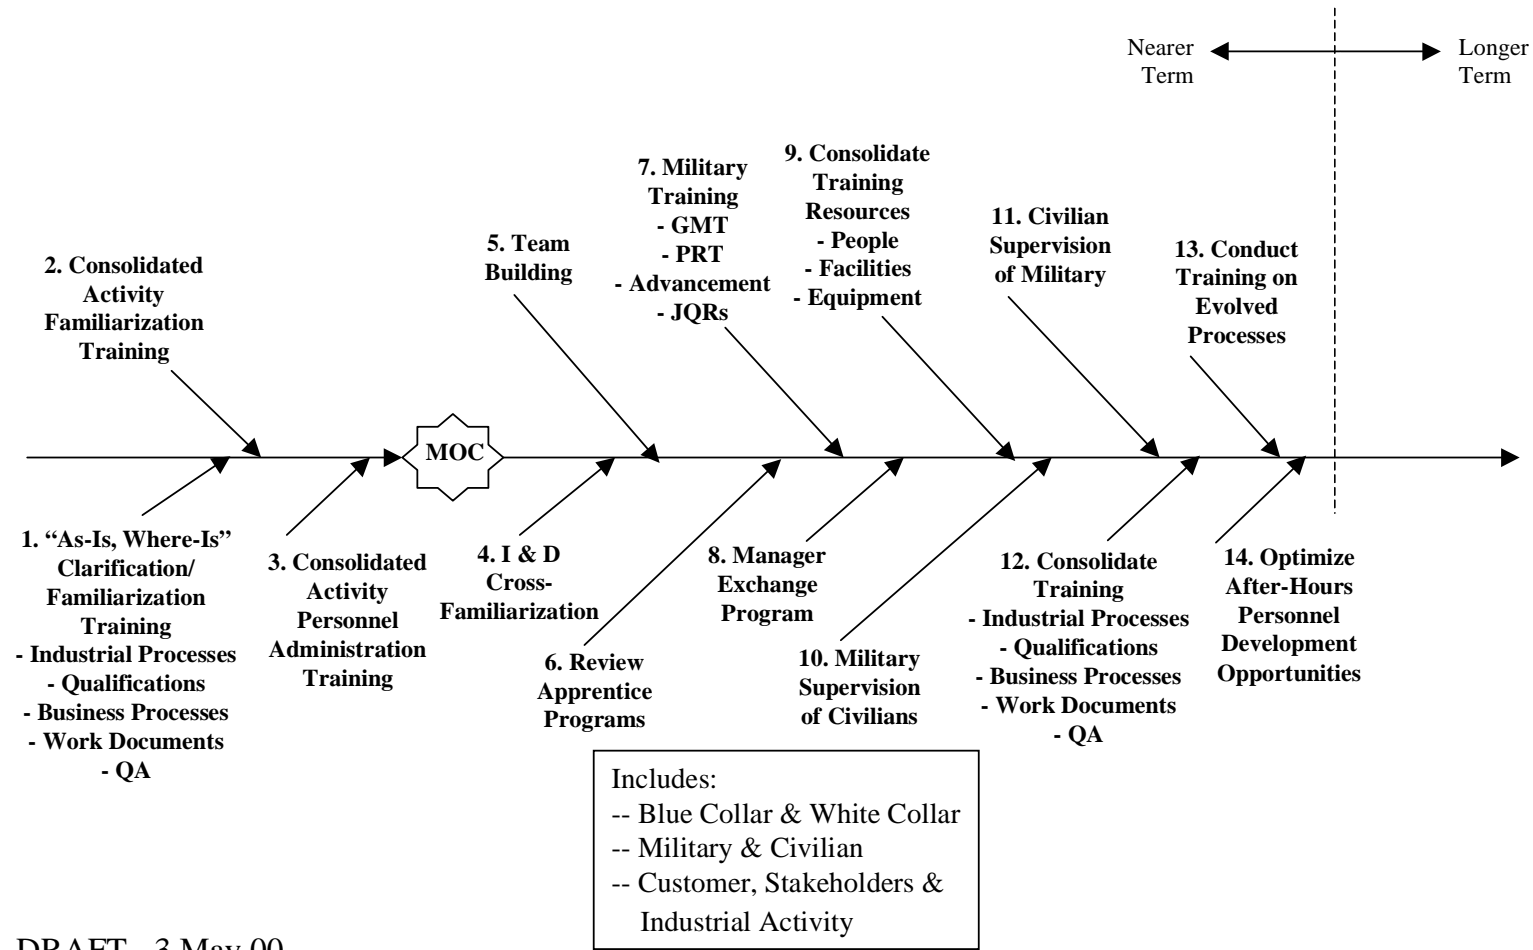 Nearer
Term
Longer
Term
2. Consolidated
Activity
Familiarization
Training
5. Team
Building
7. Military
Training
- GMT
- PRT
- Advancement
- JQRs
9. Consolidate
Training
Resources
- People
- Facilities
- Equipment
11. Civilian
Supervision
of Military
13. Conduct
Training on
Evolved
Processes
MOC
1. “As-Is, Where-Is”
Clarification/
Familiarization
Training
- Industrial Processes
- Qualifications
- Business Processes
- Work Documents
- QA
3. Consolidated
Activity
Personnel
Administration
Training
4. I & D
Cross-
Familiarization
6. Review
Apprentice
Programs
8. Manager
Exchange
Program
10. Military
Supervision
of Civilians
12. Consolidate
Training
- Industrial Processes
- Qualifications
- Business Processes
- Work Documents
- QA
14. Optimize
After-Hours
Personnel
Development
Opportunities
Includes:
-- Blue Collar & White Collar
-- Military & Civilian
-- Customer, Stakeholders &
Industrial Activity
DRAFT - 3 May 00